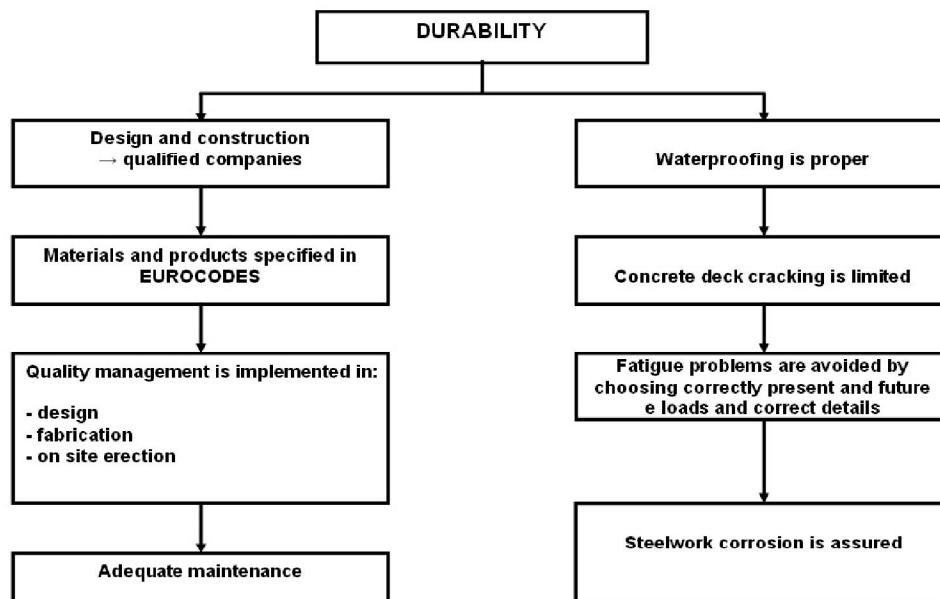 DURABILITY
Design and construction
→ qualified companies
Materials and products specified in
EUROCODES
Quality management is implemented in:
- design
- fabrication
- on site erection
Adequate maintenance
Waterproofing is proper
Concrete deck cracking is limited
Fatigue problems are avoided by
choosing correctly present and future
e loads and correct details
Steelwork corrosion is assured